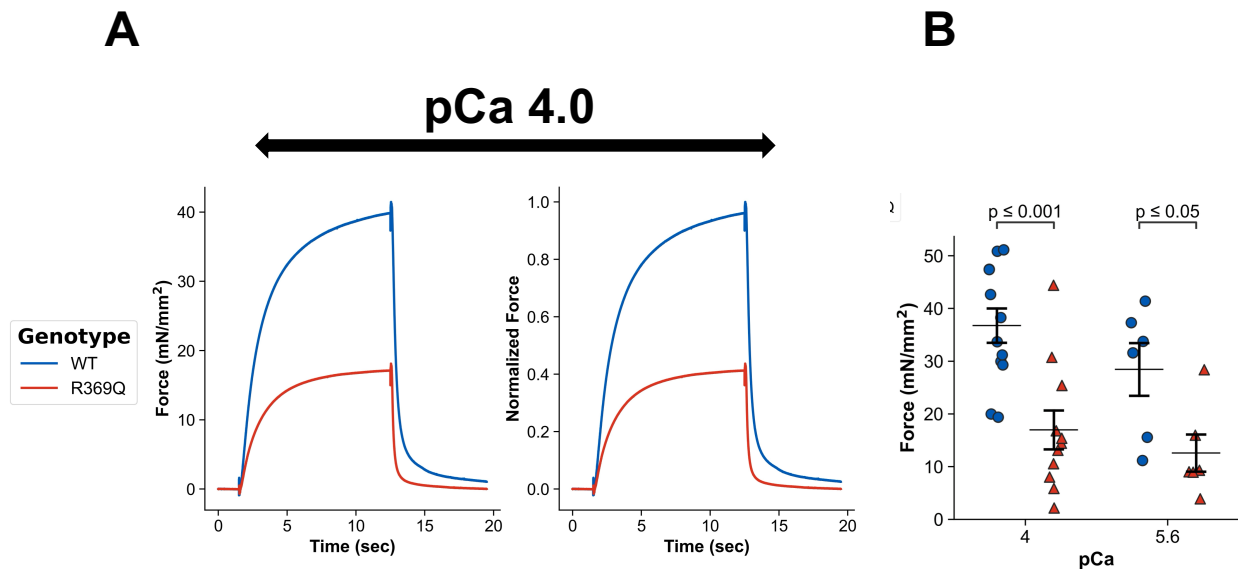 A
B
pCa 4.0
Genotype
WT
R369Q
Force (mN/mm²)
40
30
20
10
0
0
5
10
15
20
Time (sec)
Normalized Force
1.0
0.8
0.6
0.4
0.2
0.0
0
5
10
15
20
Time (sec)
p ≤ 0.001
p ≤ 0.05
Force (mN/mm²)
50
40
30
20
10
0
4
5.6
pCa